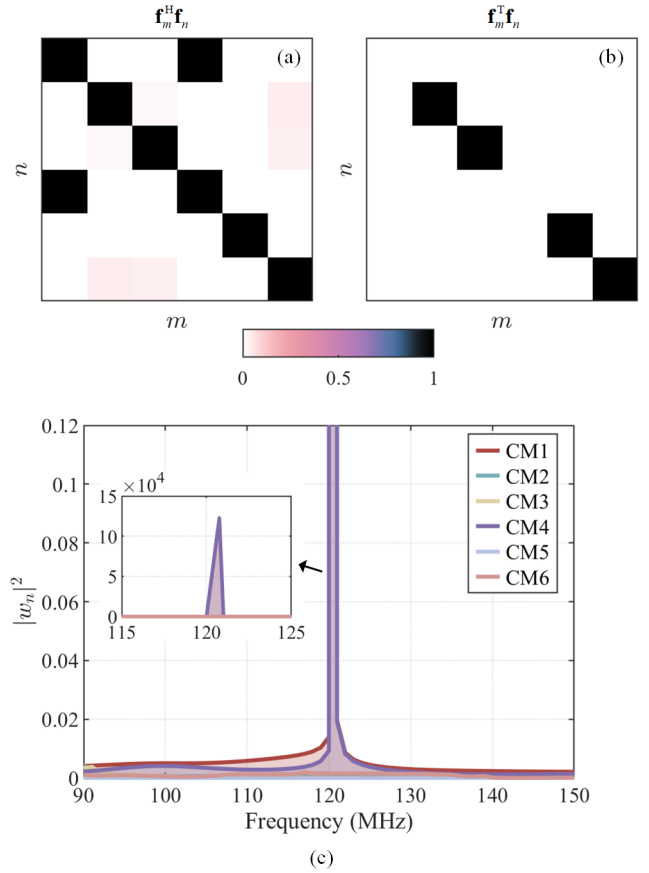 f_m^H f_n
f_m^T f_n
(a)
(b)
n
n
m
m
0
0.5
1
0.12
0.1
0.08
0.06
0.04
0.02
0
|w_n|^2
CM1
CM2
CM3
CM4
CM5
CM6
15 ×10^4
10
5
0
115 120 125
90 100 110 120 130 140 150
Frequency (MHz)
(c)